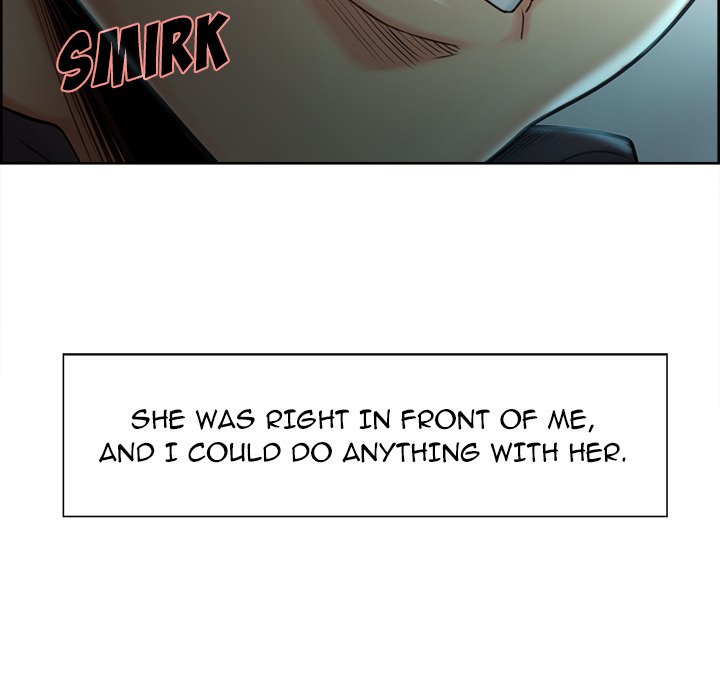 SMIRK
SHE WAS RIGHT IN FRONT OF ME,
AND I COULD DO ANYTHING WITH HER.